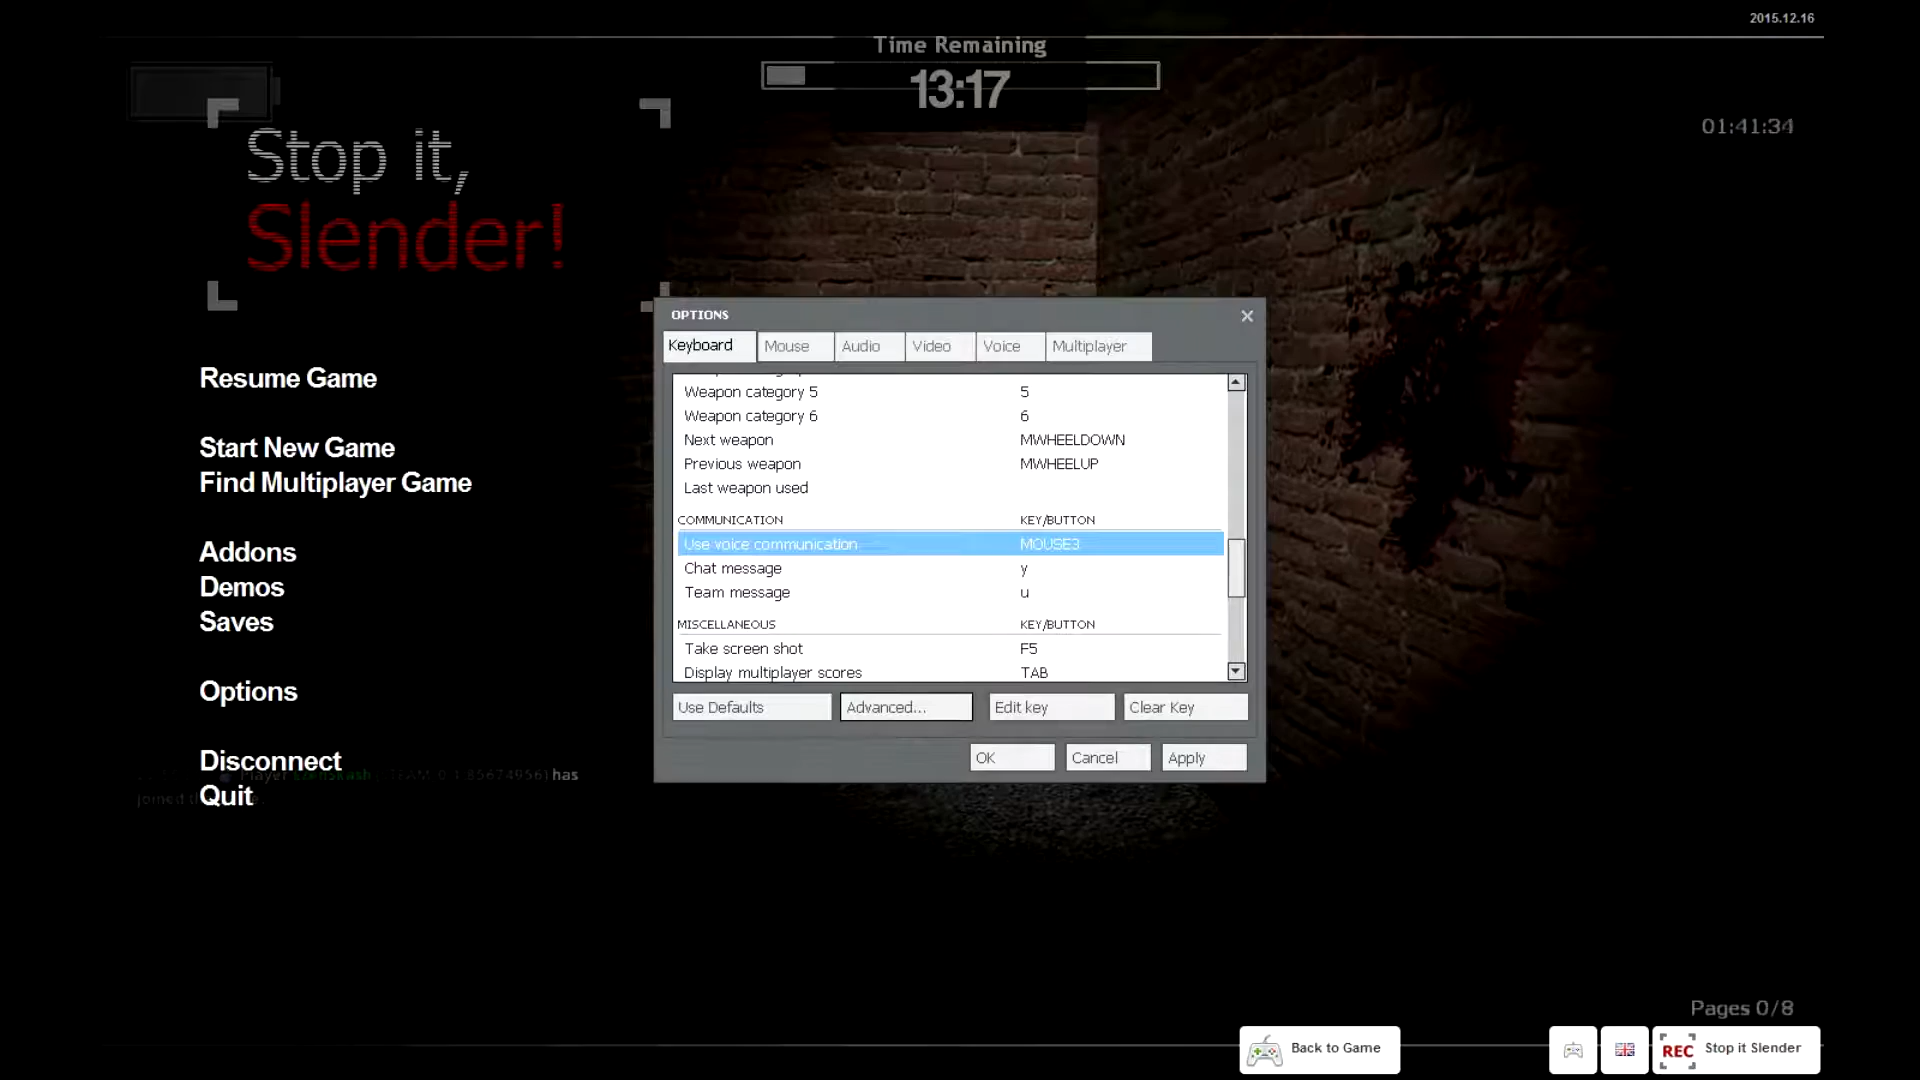 2015.12.16
Time Remaining
13:17
01:41:34
Stop it,
Slender!
Resume Game
Start New Game
Find Multiplayer Game
Addons
Demos
Saves
Options
Disconnect
Quit
Player
has
joined
OPTIONS
Keyboard Mouse Audio Video Voice Multiplayer
Weapon category 5 5
Weapon category 6 6
Next weapon MWHEELDOWN
Previous weapon MWHEELUP
Last weapon used
COMMUNICATION KEY/BUTTON
Use voice communication MOUSE3
Chat message y
Team message u
MISCELLANEOUS KEY/BUTTON
Take screen shot F5
Display multiplayer scores TAB
Use Defaults Advanced... Edit key Clear Key
OK Cancel Apply
Pages 0/8
Back to Game
REC Stop it Slender